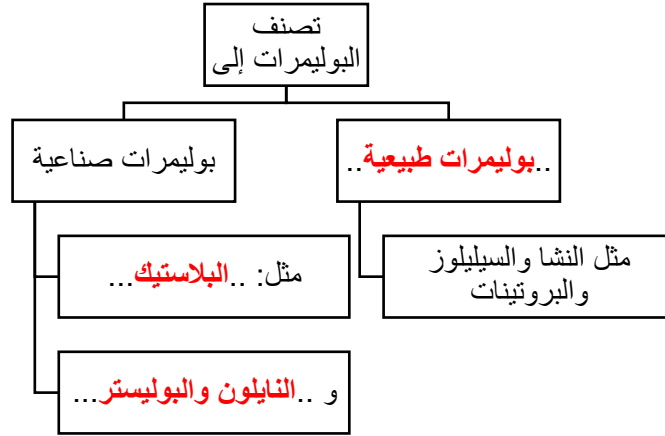 تصنف
البوليمرات إلى
..بوليمرات طبيعية..
بوليمرات صناعية
مثل النشا والسيليلوز
والبروتينات
مثل: ..البلاستيك...
و ..النايلون والبوليستر...